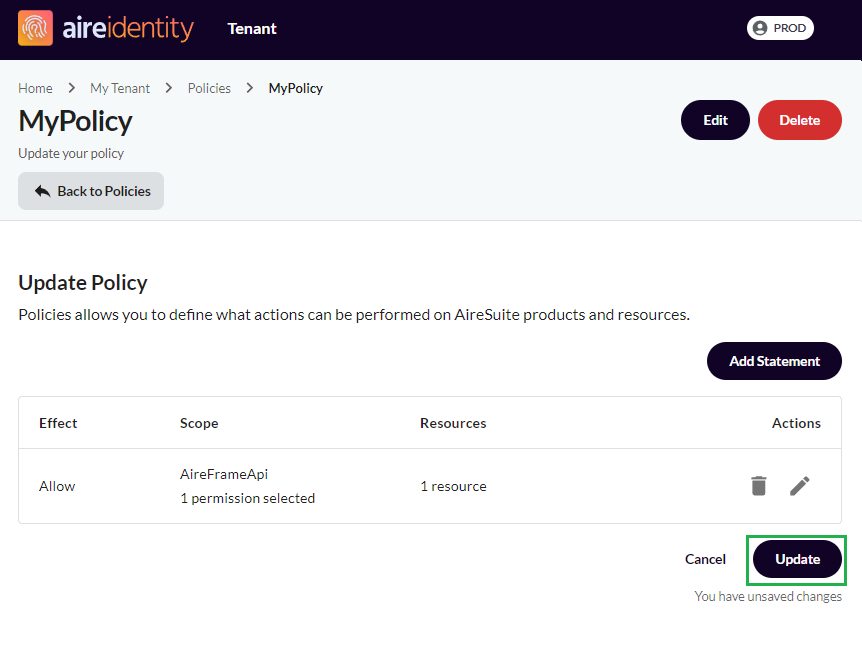 aireidentity Tenant PROD
Home My Tenant Policies MyPolicy
MyPolicy
Edit Delete
Update your policy
Back to Policies
Update Policy
Policies allows you to define what actions can be performed on AireSuite products and resources.
Add Statement
Effect Scope Resources Actions
Allow AireFrameApi 1 resource
1 permission selected
Cancel Update
You have unsaved changes